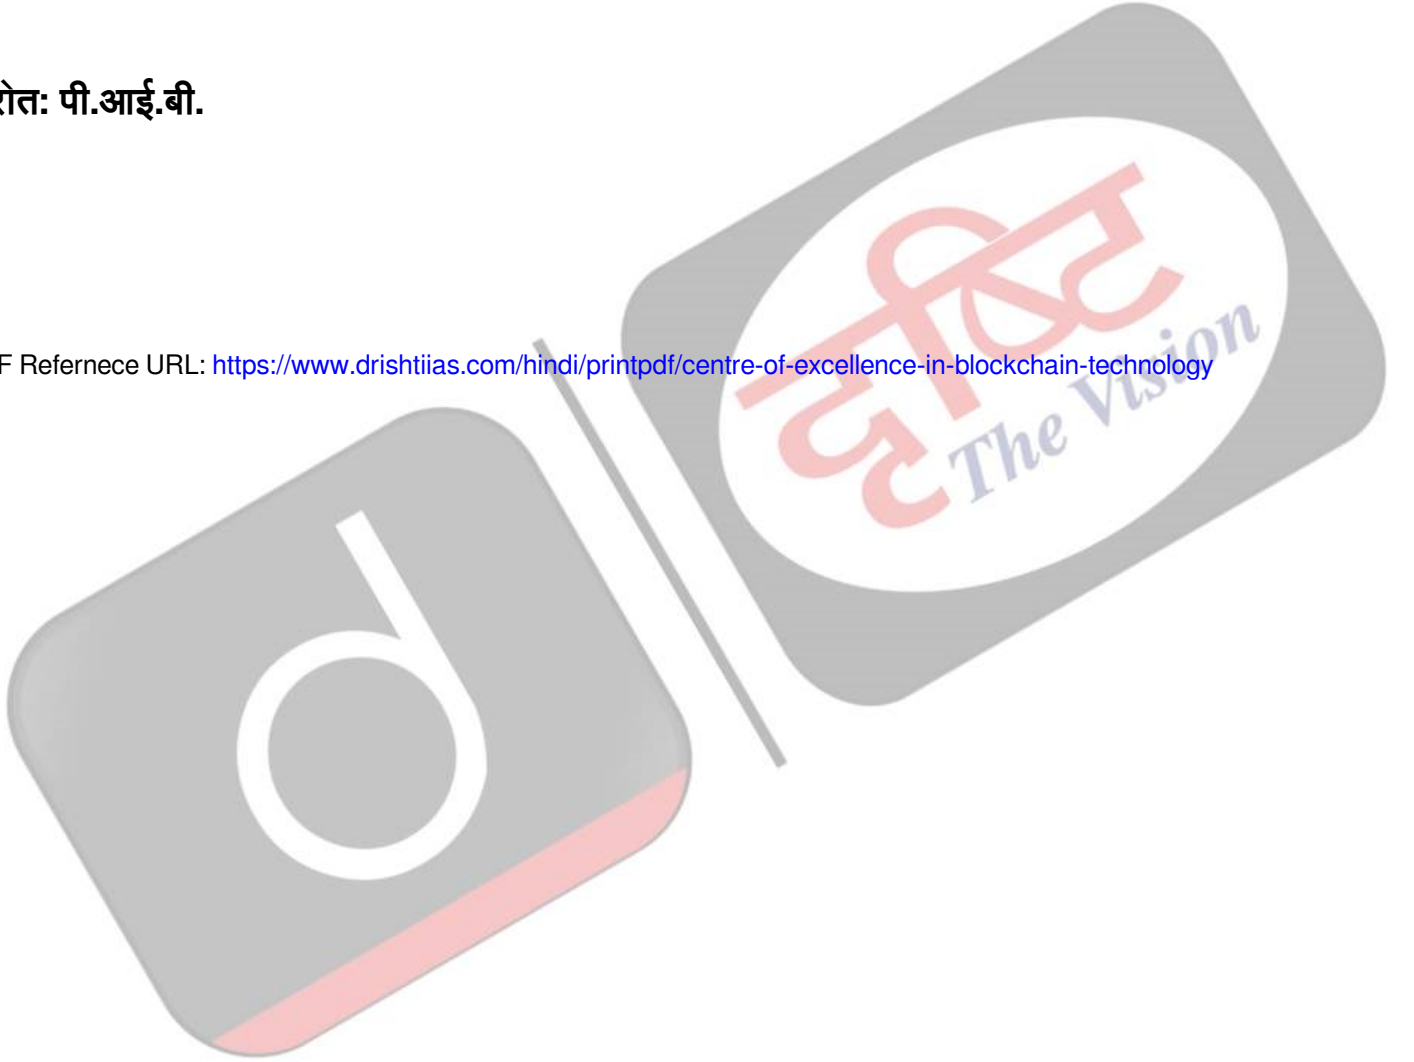 रोत: पी.आई.बी.
F Refernece URL: https://www.drishtiias.com/hindi/printpdf/centre-of-excellence-in-blockchain-technology
दृष्टि
The Vision
d